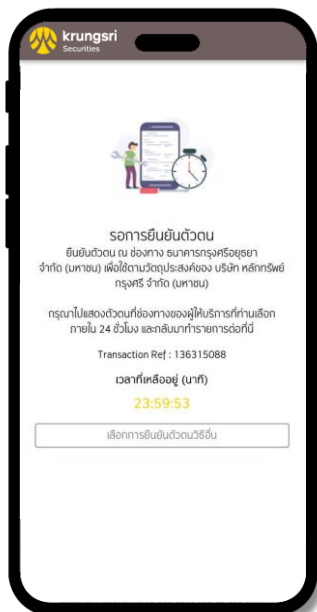 krungsri
Securities
รอการยืนยันตัวตน
ยืนยันตัวตน ณ ช่องทาง ธนาคารกรุงศรีอยุธยา
จำกัด (มหาชน) เพื่อใช้ตามวัตถุประสงค์ของ บริษัท หลักทรัพย์
กรุงศรี จำกัด (มหาชน)
กรุณาไปแสดงตัวตนที่ช่องทางของผู้ให้บริการที่ท่านเลือก
ภายใน 24 ชั่วโมง และกลับมาทำรายการต่อที่นี่
Transaction Ref : 136315088
เวลาที่เหลืออยู่ (นาที)
23:59:53
เลือกการยืนยันตัวตนวิธีอื่น